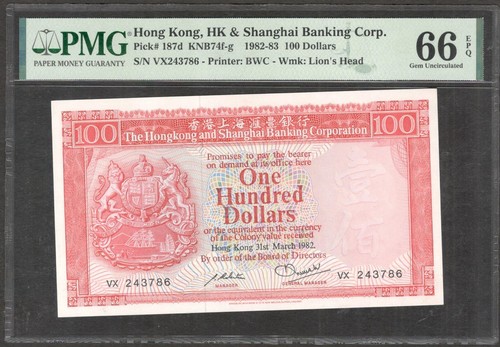 PMG
PAPER MONEY GUARANTY
Hong Kong, HK & Shanghai Banking Corp.
Pick# 187d KNB74f-g 1982-83 100 Dollars
S/N VX243786 - Printer: BWC - Wmk: Lion's Head
66 EPQ
Gem Uncirculated
香港上海滙豐銀行
100 The Hongkong and Shanghai Banking Corporation 100
Promises to pay the bearer
on demand at its office here
One
Hundred
Dollars
or the equivalent in the currency
of the Colony value received
Hong Kong 31st March 1982.
By order of the Board of Directors
MANAGER GENERAL MANAGER
VX 243786 VX 243786
壹
佰